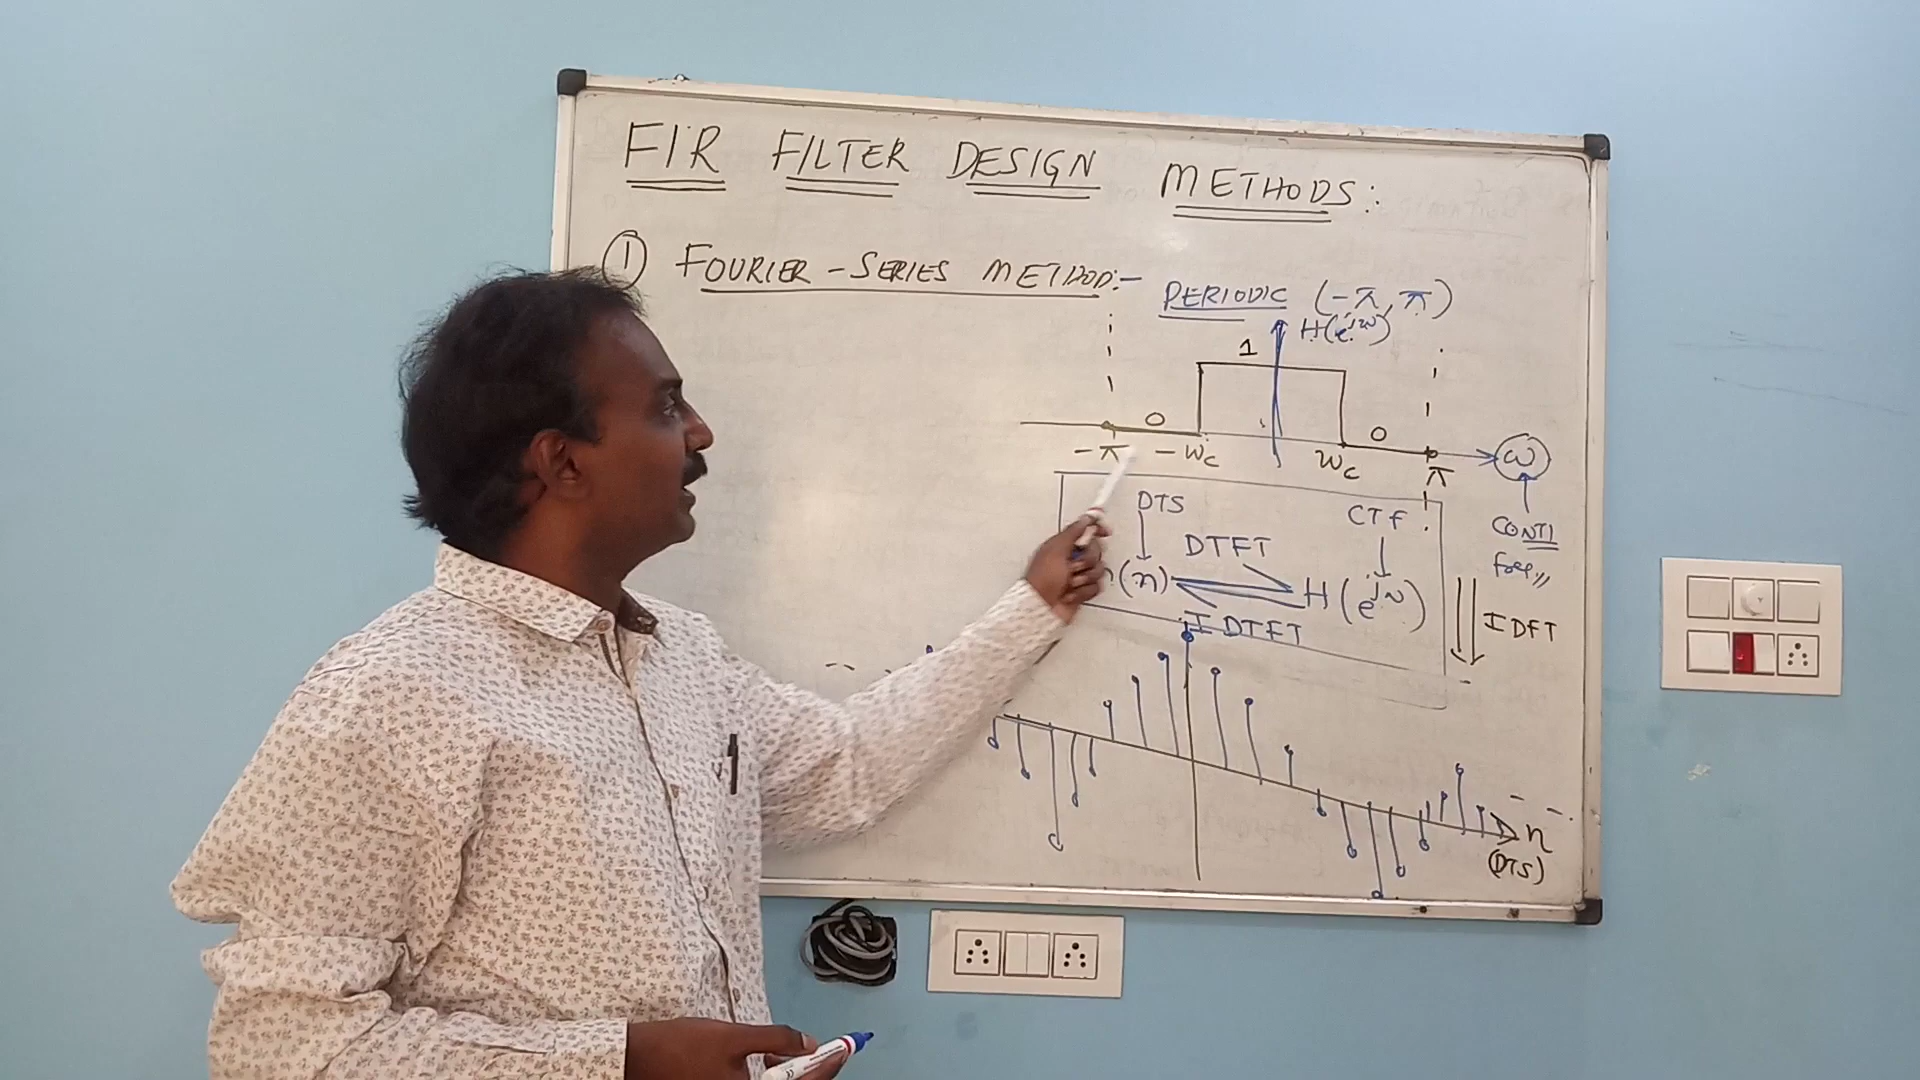 FIR FILTER DESIGN METHODS:
① FOURIER-SERIES METHOD:-
PERIODIC (-π, π)
H(e^jω)
1
0 0
-π -ωc ωc π ω
DTS CTF CONTI freq,,
DTFT
(n) H(e^jω)
IDTFT
IDFT
n
(DTS)